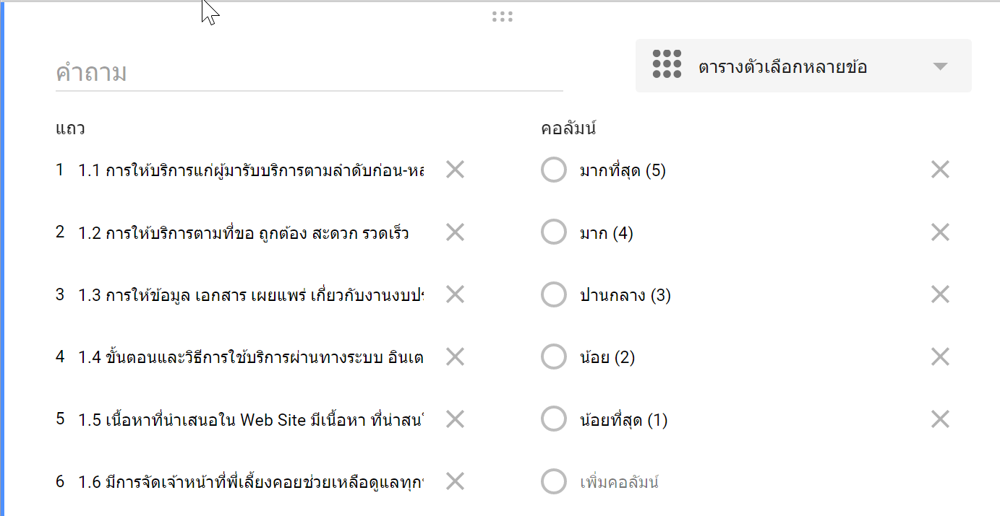 คำถาม
ตารางตัวเลือกหลายข้อ
แถว
คอลัมน์
1 1.1 การให้บริการแก่ผู้มารับบริการตามลำดับก่อน-
มากที่สุด (5)
2 1.2 การให้บริการตามที่ขอ ถูกต้อง สะดวก รวดเร็ว
มาก (4)
3 1.3 การให้ข้อมูล เอกสาร เผยแพร่ เกี่ยวกับงานงบป
ปานกลาง (3)
4 1.4 ขั้นตอนและวิธีการใช้บริการผ่านทางระบบ อินเต
น้อย (2)
5 1.5 เนื้อหาที่นำเสนอใน Web Site มีเนื้อหา ที่น่าสน
น้อยที่สุด (1)
6 1.6 มีการจัดเจ้าหน้าที่พี่เลี้ยงคอยช่วยเหลือดูแลทุก
เพิ่มคอลัมน์